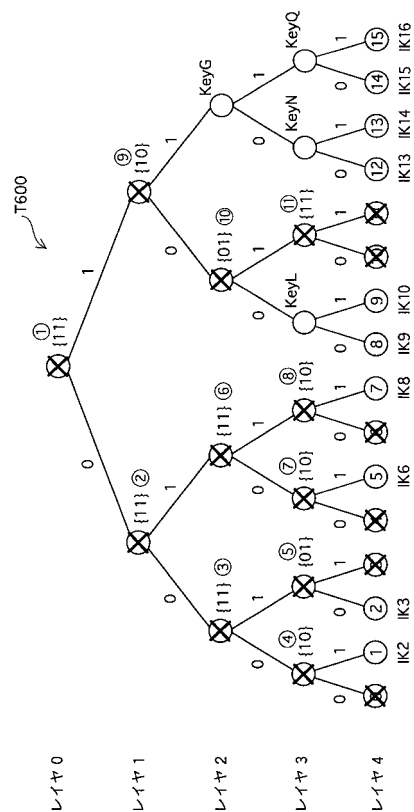 T600
レイヤ 0
①
{11}
0 1
レイヤ 1
{11} ② ⑨ {10}
0 1 0 1
レイヤ 2
{11} ③ {11} ⑥ {01} ⑩ KeyG
0 1 0 1 0 1 0 1
レイヤ 3
④ ⑤ ⑦ ⑧ KeyL ⑪ KeyN KeyQ
{10} {01} {10} {10} {11}
0 1 0 1 0 1 0 1 0 1 0 1 0 1 0 1
レイヤ 4
1 2 5 7 8 9 12 13 14 15
IK2 IK3 IK6 IK8 IK9 IK10 IK13 IK14 IK15 IK16